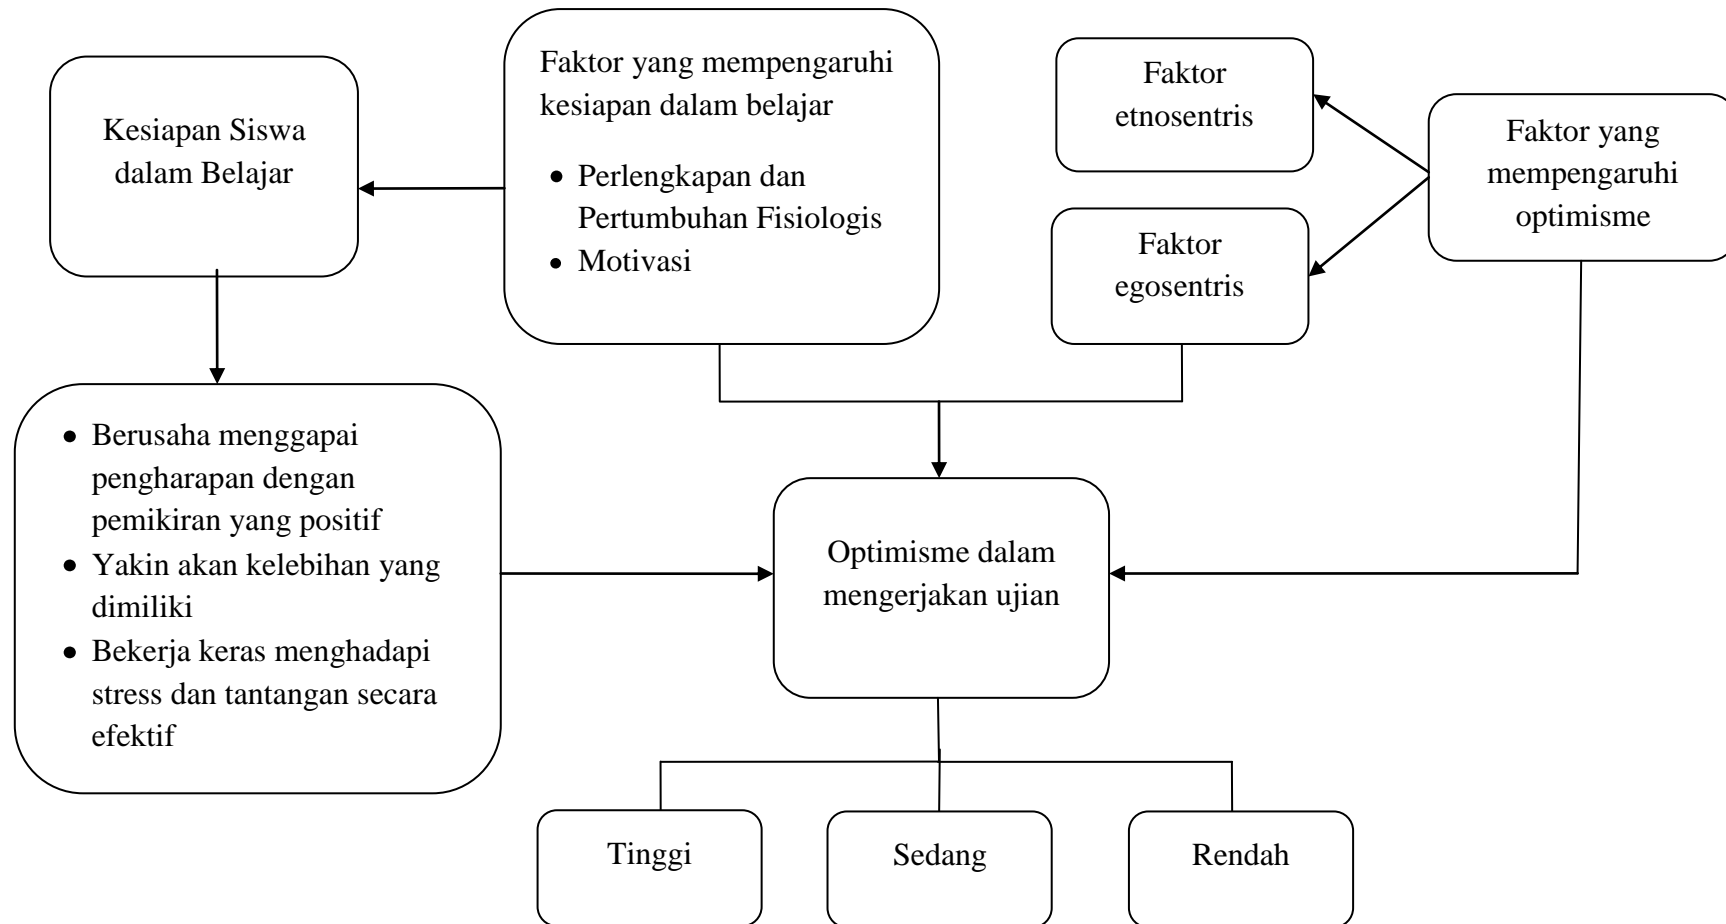 Kesiapan Siswa
dalam Belajar
Faktor yang mempengaruhi
kesiapan dalam belajar
• Perlengkapan dan
Pertumbuhan Fisiologis
• Motivasi
Faktor
etnosentris
Faktor
egosentris
Faktor yang
mempengaruhi
optimisme
• Berusaha menggapai
pengharapan dengan
pemikiran yang positif
• Yakin akan kelebihan yang
dimiliki
• Bekerja keras menghadapi
stress dan tantangan secara
efektif
Optimisme dalam
mengerjakan ujian
Tinggi
Sedang
Rendah